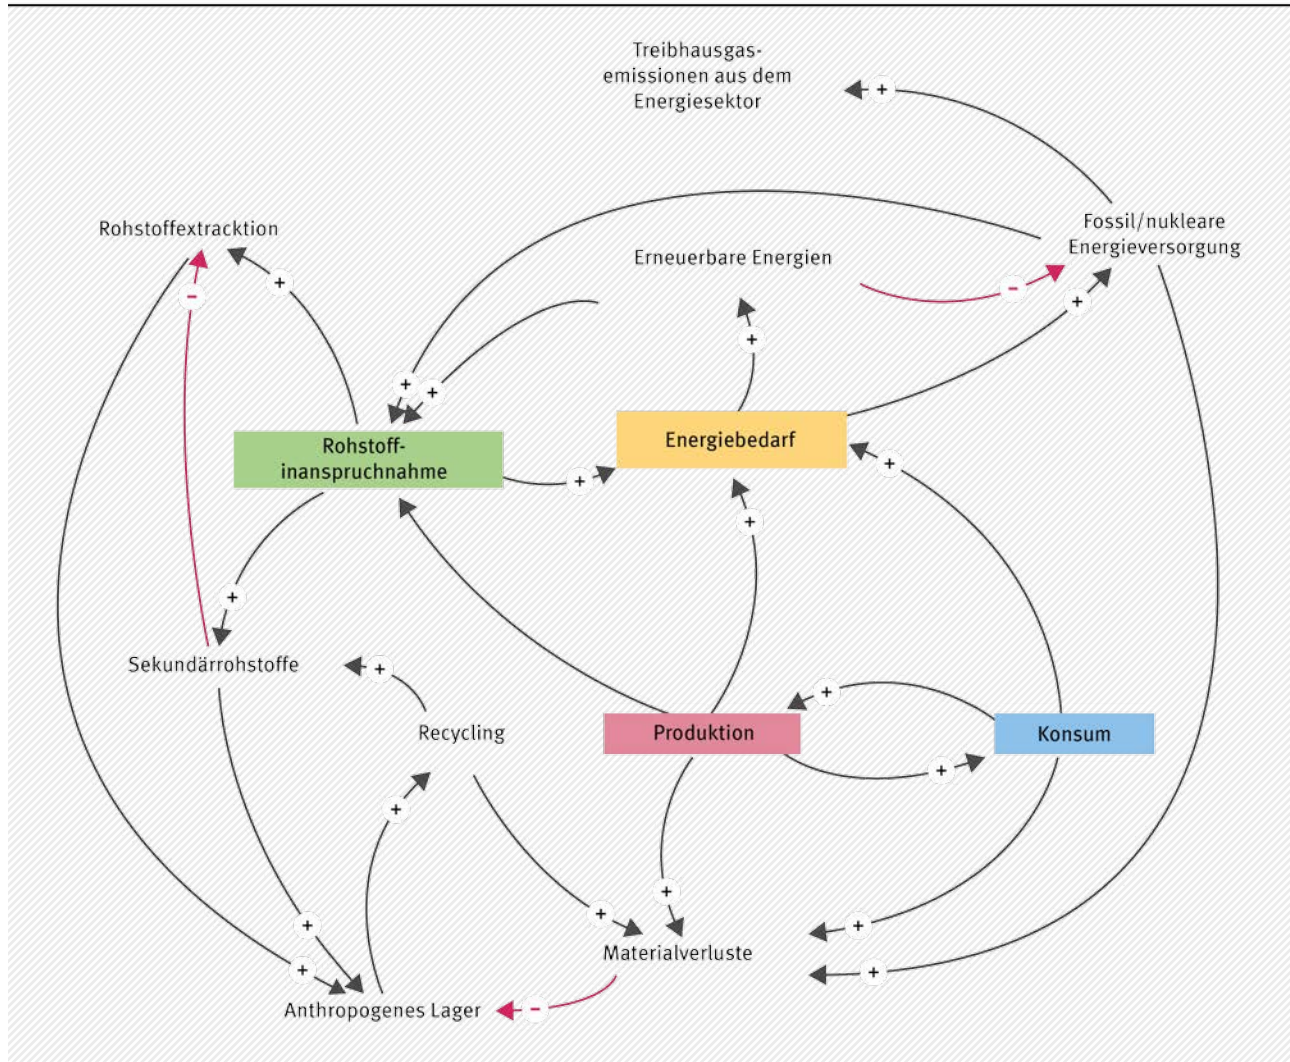 Treibhausgas-
emissionen aus dem
Energiesektor
+
Rohstoffextracktion
Fossil/nukleare
Energieversorgung
Erneuerbare Energien
+
-
-
+
+
+
+
Rohstoff-
inanspruchnahme
Energiebedarf
+
+
+
+
Sekundärrohstoffe
+
+
Recycling
Produktion
Konsum
+
+
+
+
+
+
+
Materialverluste
+
+
Anthropogenes Lager
-